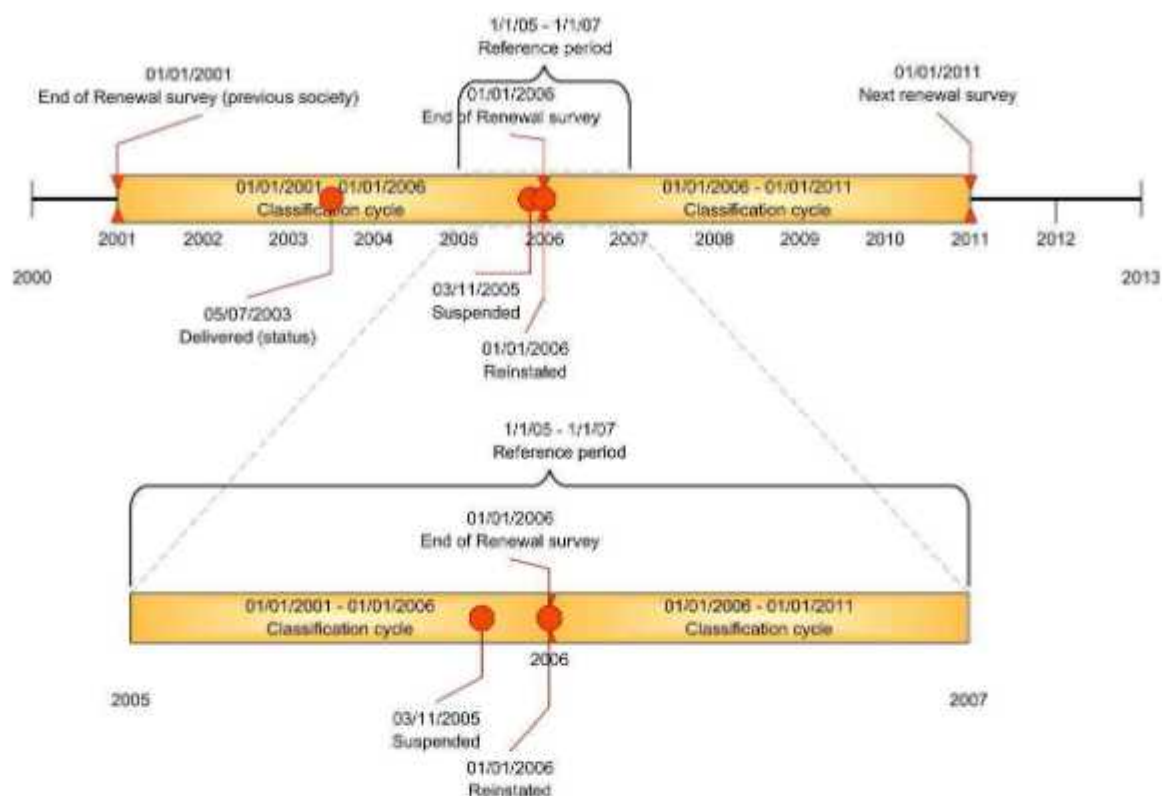 1/1/05 - 1/1/07
Reference period
01/01/2001
End of Renewal survey (previous society)
01/01/2006
End of Renewal survey
01/01/2011
Next renewal survey
01/01/2001 - 01/01/2006
Classification cycle
01/01/2006 - 01/01/2011
Classification cycle
2001 2002 2003 2004 2005 2006 2007 2008 2009 2010 2011 2012
2000 2013
05/07/2003
Delivered (status)
03/11/2005
Suspended
01/01/2006
Reinstated
1/1/05 - 1/1/07
Reference period
01/01/2006
End of Renewal survey
01/01/2001 - 01/01/2006
Classification cycle
01/01/2006 - 01/01/2011
Classification cycle
2006
2005 2007
03/11/2005
Suspended
01/01/2006
Reinstated